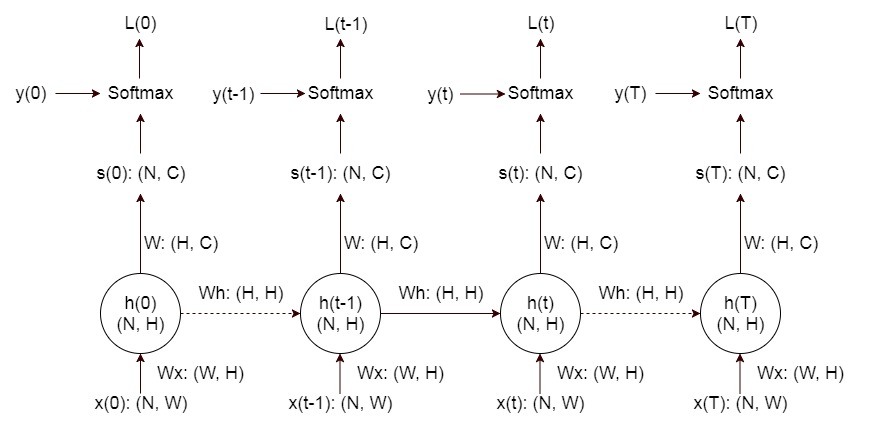 L(0) L(t-1) L(t) L(T)
y(0) Softmax y(t-1) Softmax y(t) Softmax y(T) Softmax
s(0): (N, C) s(t-1): (N, C) s(t): (N, C) s(T): (N, C)
W: (H, C) W: (H, C) W: (H, C) W: (H, C)
Wh: (H, H) Wh: (H, H) Wh: (H, H)
h(0) h(t-1) h(t) h(T)
(N, H) (N, H) (N, H) (N, H)
Wx: (W, H) Wx: (W, H) Wx: (W, H) Wx: (W, H)
x(0): (N, W) x(t-1): (N, W) x(t): (N, W) x(T): (N, W)